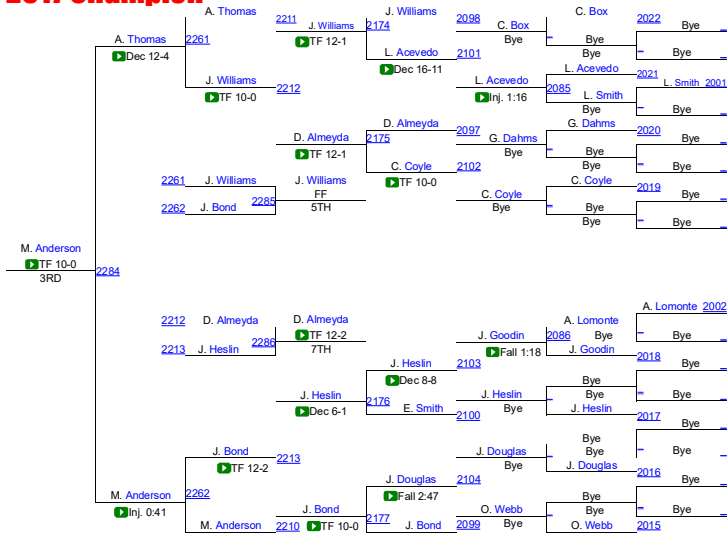 2017 Champion
A. Thomas
J. Williams
C. Box
2211
2098
2022
Bye
J. Williams
2174
C. Box
Bye
A. Thomas
2261
TF 12-1
Bye
Bye
Dec 12-4
L. Acevedo
2101
Bye
Dec 16-11
L. Acevedo
2021
J. Williams
L. Acevedo
L. Smith 2001
2212
2085
TF 10-0
Inj. 1:16
L. Smith
Bye
Bye
D. Almeyda
2097
G. Dahms
2020
D. Almeyda
2175
G. Dahms
Bye
TF 12-1
Bye
Bye
C. Coyle
2102
Bye
Bye
TF 10-0
2261
J. Williams
J. Williams
C. Coyle
2019
2285
FF
C. Coyle
Bye
2262
J. Bond
5TH
Bye
Bye
Bye
Bye
M. Anderson
TF 10-0
2284
3RD
A. Lomonte 2002
2212
D. Almeyda
D. Almeyda
A. Lomonte
2286
TF 12-2
J. Goodin
2086
Bye
Bye
2213
J. Heslin
7TH
Fall 1:18
J. Goodin
2018
J. Heslin
2103
Bye
Dec 8-8
Bye
J. Heslin
2176
J. Heslin
Bye
Bye
Dec 6-1
E. Smith
2100
Bye
J. Heslin
2017
Bye
Bye
J. Bond
2213
J. Douglas
Bye
Bye
TF 12-2
Bye
J. Douglas
2016
J. Douglas
2104
Bye
M. Anderson
2262
Fall 2:47
Bye
Inj. 0:41
J. Bond
2177
O. Webb
Bye
Bye
M. Anderson
2210
TF 10-0
J. Bond
2099
Bye
O. Webb
2015